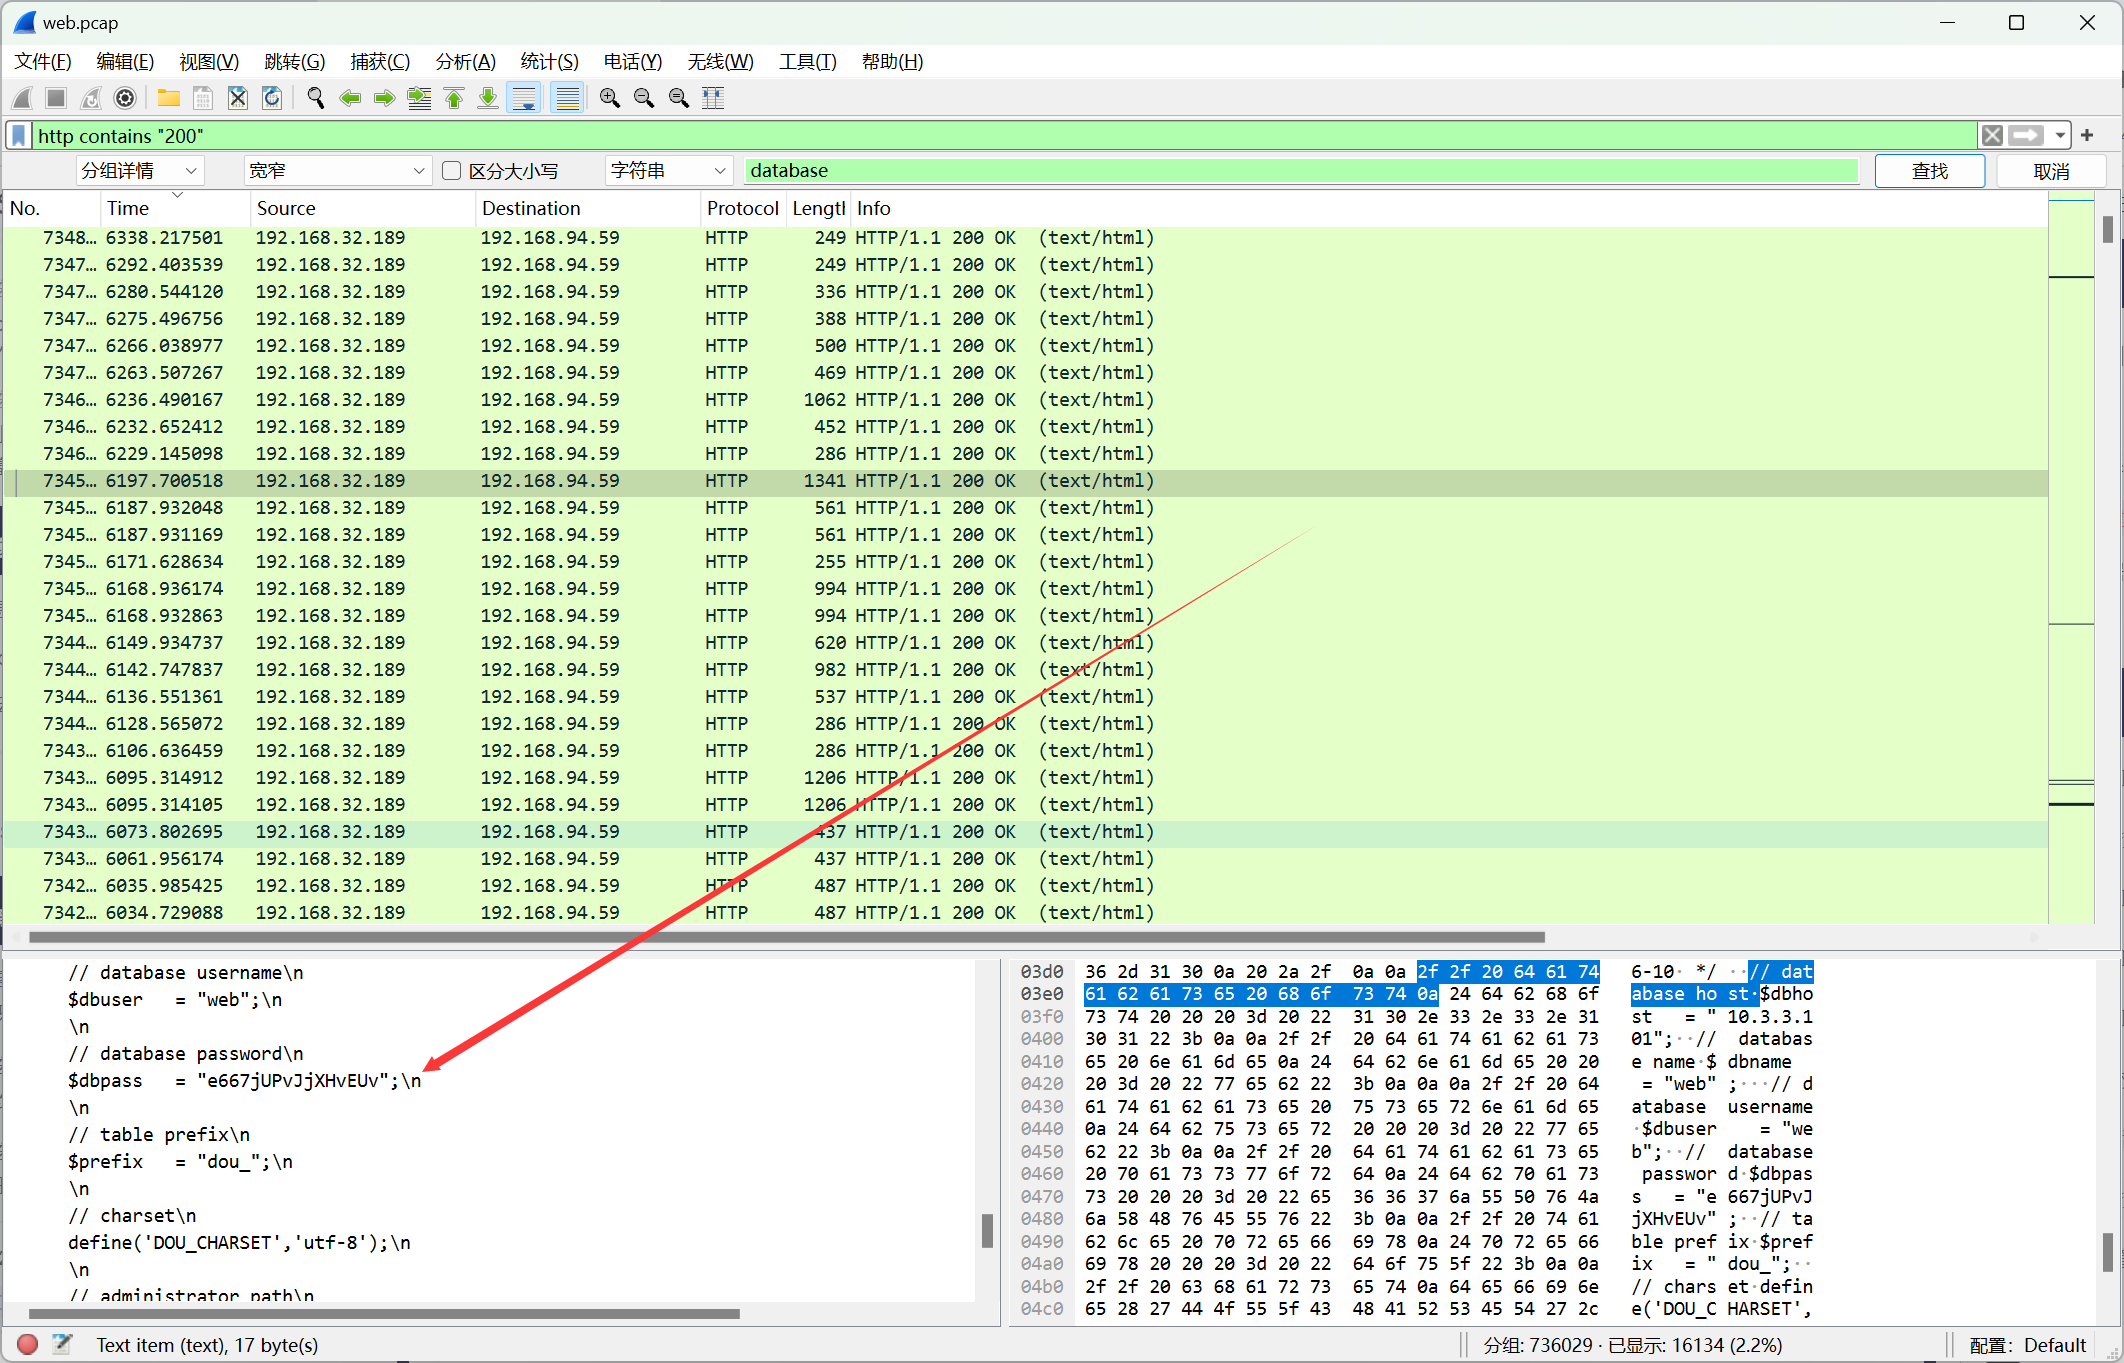 web.pcap
文件(F) 编辑(E) 视图(V) 跳转(G) 捕获(C) 分析(A) 统计(S) 电话(Y) 无线(W) 工具(T) 帮助(H)
http contains "200"
分组详情 宽窄 区分大小写 字符串 database 查找 取消
No. Time Source Destination Protocol Length Info
7348… 6338.217501 192.168.32.189 192.168.94.59 HTTP 249 HTTP/1.1 200 OK (text/html)
7347… 6292.403539 192.168.32.189 192.168.94.59 HTTP 249 HTTP/1.1 200 OK (text/html)
7347… 6280.544120 192.168.32.189 192.168.94.59 HTTP 336 HTTP/1.1 200 OK (text/html)
7347… 6275.496756 192.168.32.189 192.168.94.59 HTTP 388 HTTP/1.1 200 OK (text/html)
7347… 6266.038977 192.168.32.189 192.168.94.59 HTTP 500 HTTP/1.1 200 OK (text/html)
7347… 6263.507267 192.168.32.189 192.168.94.59 HTTP 469 HTTP/1.1 200 OK (text/html)
7346… 6236.490167 192.168.32.189 192.168.94.59 HTTP 1062 HTTP/1.1 200 OK (text/html)
7346… 6232.652412 192.168.32.189 192.168.94.59 HTTP 452 HTTP/1.1 200 OK (text/html)
7346… 6229.145098 192.168.32.189 192.168.94.59 HTTP 286 HTTP/1.1 200 OK (text/html)
7345… 6197.700518 192.168.32.189 192.168.94.59 HTTP 1341 HTTP/1.1 200 OK (text/html)
7345… 6187.932048 192.168.32.189 192.168.94.59 HTTP 561 HTTP/1.1 200 OK (text/html)
7345… 6187.931169 192.168.32.189 192.168.94.59 HTTP 561 HTTP/1.1 200 OK (text/html)
7345… 6171.628634 192.168.32.189 192.168.94.59 HTTP 255 HTTP/1.1 200 OK (text/html)
7345… 6168.936174 192.168.32.189 192.168.94.59 HTTP 994 HTTP/1.1 200 OK (text/html)
7345… 6168.932863 192.168.32.189 192.168.94.59 HTTP 994 HTTP/1.1 200 OK (text/html)
7344… 6149.934737 192.168.32.189 192.168.94.59 HTTP 620 HTTP/1.1 200 OK (text/html)
7344… 6142.747837 192.168.32.189 192.168.94.59 HTTP 982 HTTP/1.1 200 OK (text/html)
7344… 6136.551361 192.168.32.189 192.168.94.59 HTTP 537 HTTP/1.1 200 OK (text/html)
7344… 6128.565072 192.168.32.189 192.168.94.59 HTTP 286 HTTP/1.1 200 OK (text/html)
7343… 6106.636459 192.168.32.189 192.168.94.59 HTTP 286 HTTP/1.1 200 OK (text/html)
7343… 6095.314912 192.168.32.189 192.168.94.59 HTTP 1206 HTTP/1.1 200 OK (text/html)
7343… 6095.314105 192.168.32.189 192.168.94.59 HTTP 1206 HTTP/1.1 200 OK (text/html)
7343… 6073.802695 192.168.32.189 192.168.94.59 HTTP 437 HTTP/1.1 200 OK (text/html)
7343… 6061.956174 192.168.32.189 192.168.94.59 HTTP 437 HTTP/1.1 200 OK (text/html)
7342… 6035.985425 192.168.32.189 192.168.94.59 HTTP 487 HTTP/1.1 200 OK (text/html)
7342… 6034.729088 192.168.32.189 192.168.94.59 HTTP 487 HTTP/1.1 200 OK (text/html)
// database username\n
$dbuser = "web";\n
\n
// database password\n
$dbpass = "e667jUPvJjXHvEUv";\n
\n
// table prefix\n
$prefix = "dou_";\n
\n
// charset\n
define('DOU_CHARSET','utf-8');\n
\n
// administrator path\n
03d0 36 2d 31 30 0a 20 2a 2f 0a 0a 2f 2f 20 64 61 74 6-10· */ ··// dat
03e0 61 62 61 73 65 20 68 6f 73 74 0a 24 64 62 68 6f abase ho st·$dbho
03f0 73 74 20 20 20 3d 20 22 31 30 2e 33 2e 33 2e 31 st = " 10.3.3.1
0400 30 31 22 3b 0a 0a 2f 2f 20 64 61 74 61 62 61 73 01";··// databas
0410 65 20 6e 61 6d 65 0a 24 64 62 6e 61 6d 65 20 20 e name·$ dbname
0420 20 3d 20 22 77 65 62 22 3b 0a 0a 0a 2f 2f 20 64 = "web" ;···// d
0430 61 74 61 62 61 73 65 20 75 73 65 72 6e 61 6d 65 atabase username
0440 0a 24 64 62 75 73 65 72 20 20 20 3d 20 22 77 65 ·$dbuser = "we
0450 62 22 3b 0a 0a 2f 2f 20 64 61 74 61 62 61 73 65 b";··// database
0460 20 70 61 73 73 77 6f 72 64 0a 24 64 62 70 61 73 passwor d·$dbpas
0470 73 20 20 20 3d 20 22 65 36 36 37 6a 55 50 76 4a s = "e 667jUPvJ
0480 6a 58 48 76 45 55 76 22 3b 0a 0a 2f 2f 20 74 61 jXHvEUv" ;··// ta
0490 62 6c 65 20 70 72 65 66 69 78 0a 24 70 72 65 66 ble pref ix·$pref
04a0 69 78 20 20 20 3d 20 22 64 6f 75 5f 22 3b 0a 0a ix = " dou_";··
04b0 2f 2f 20 63 68 61 72 73 65 74 0a 64 65 66 69 6e // chars et·defin
04c0 65 28 27 44 4f 55 5f 43 48 41 52 53 45 54 27 2c e('DOU_C HARSET',
Text item (text), 17 byte(s) 分组: 736029 · 已显示: 16134 (2.2%) 配置: Default